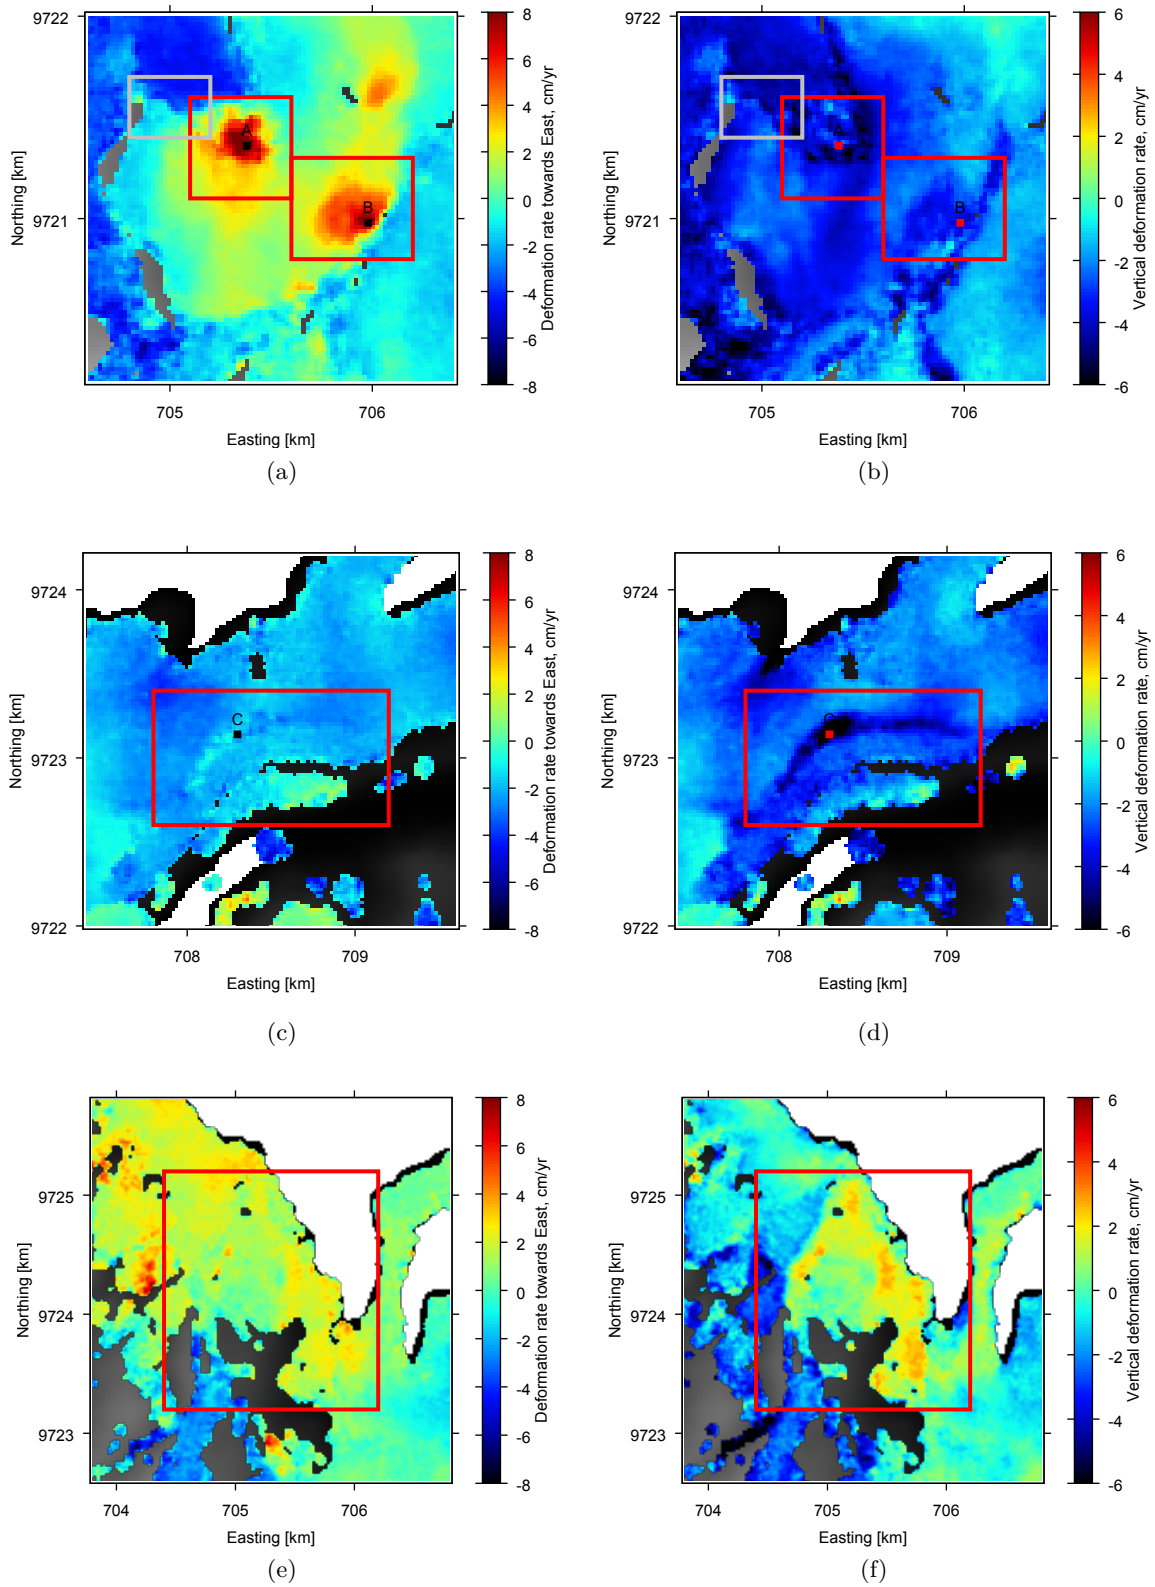 9722
9721
705
706
Northing [km]
Easting [km]
A
B
8
6
4
2
0
-2
-4
-6
-8
Deformation rate towards East, cm/yr
(a)
9722
9721
705
706
Northing [km]
Easting [km]
A
B
6
4
2
0
-2
-4
-6
Vertical deformation rate, cm/yr
(b)
9724
9723
9722
708
709
Northing [km]
Easting [km]
C
8
6
4
2
0
-2
-4
-6
-8
Deformation rate towards East, cm/yr
(c)
9724
9723
9722
708
709
Northing [km]
Easting [km]
C
6
4
2
0
-2
-4
-6
Vertical deformation rate, cm/yr
(d)
9725
9724
9723
704
705
706
Northing [km]
Easting [km]
8
6
4
2
0
-2
-4
-6
-8
Deformation rate towards East, cm/yr
(e)
9725
9724
9723
704
705
706
Northing [km]
Easting [km]
6
4
2
0
-2
-4
-6
Vertical deformation rate, cm/yr
(f)